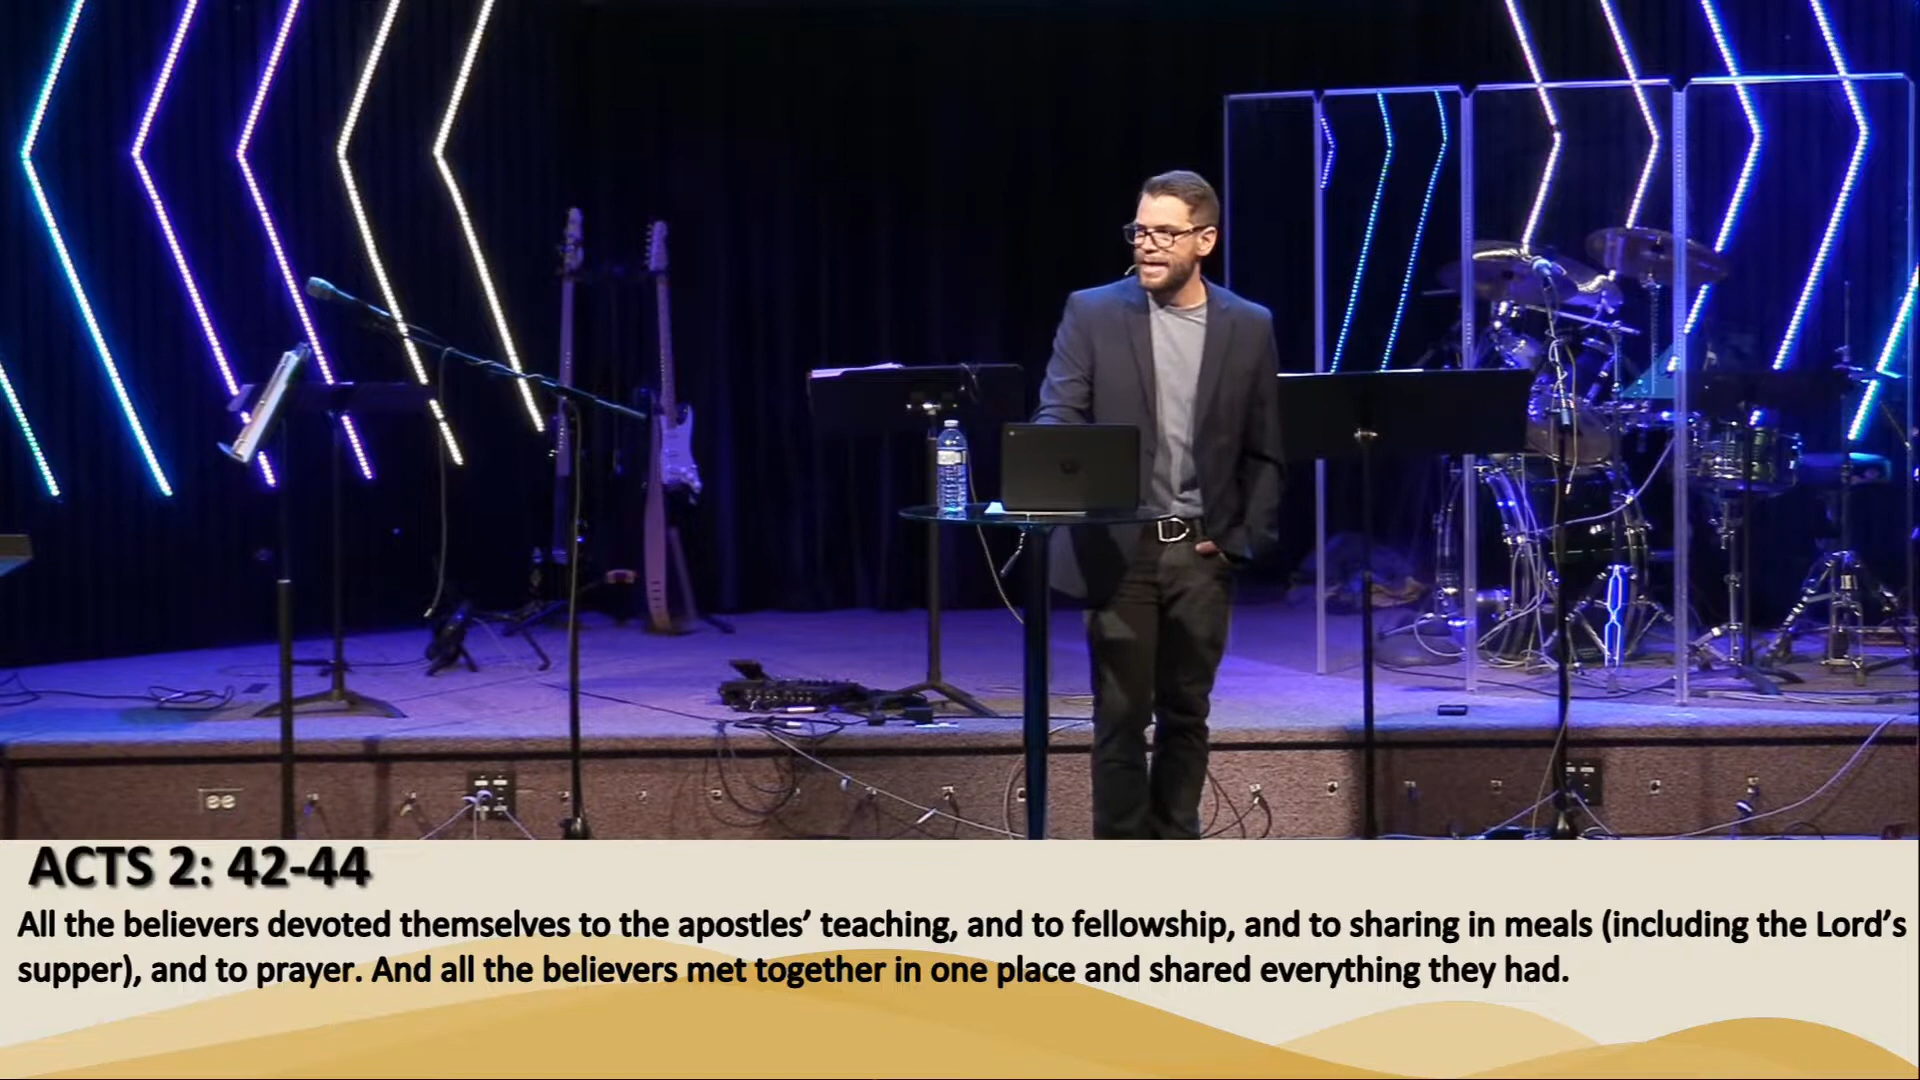 ACTS 2: 42-44
All the believers devoted themselves to the apostles’ teaching, and to fellowship, and to sharing in meals (including the Lord’s
supper), and to prayer. And all the believers met together in one place and shared everything they had.